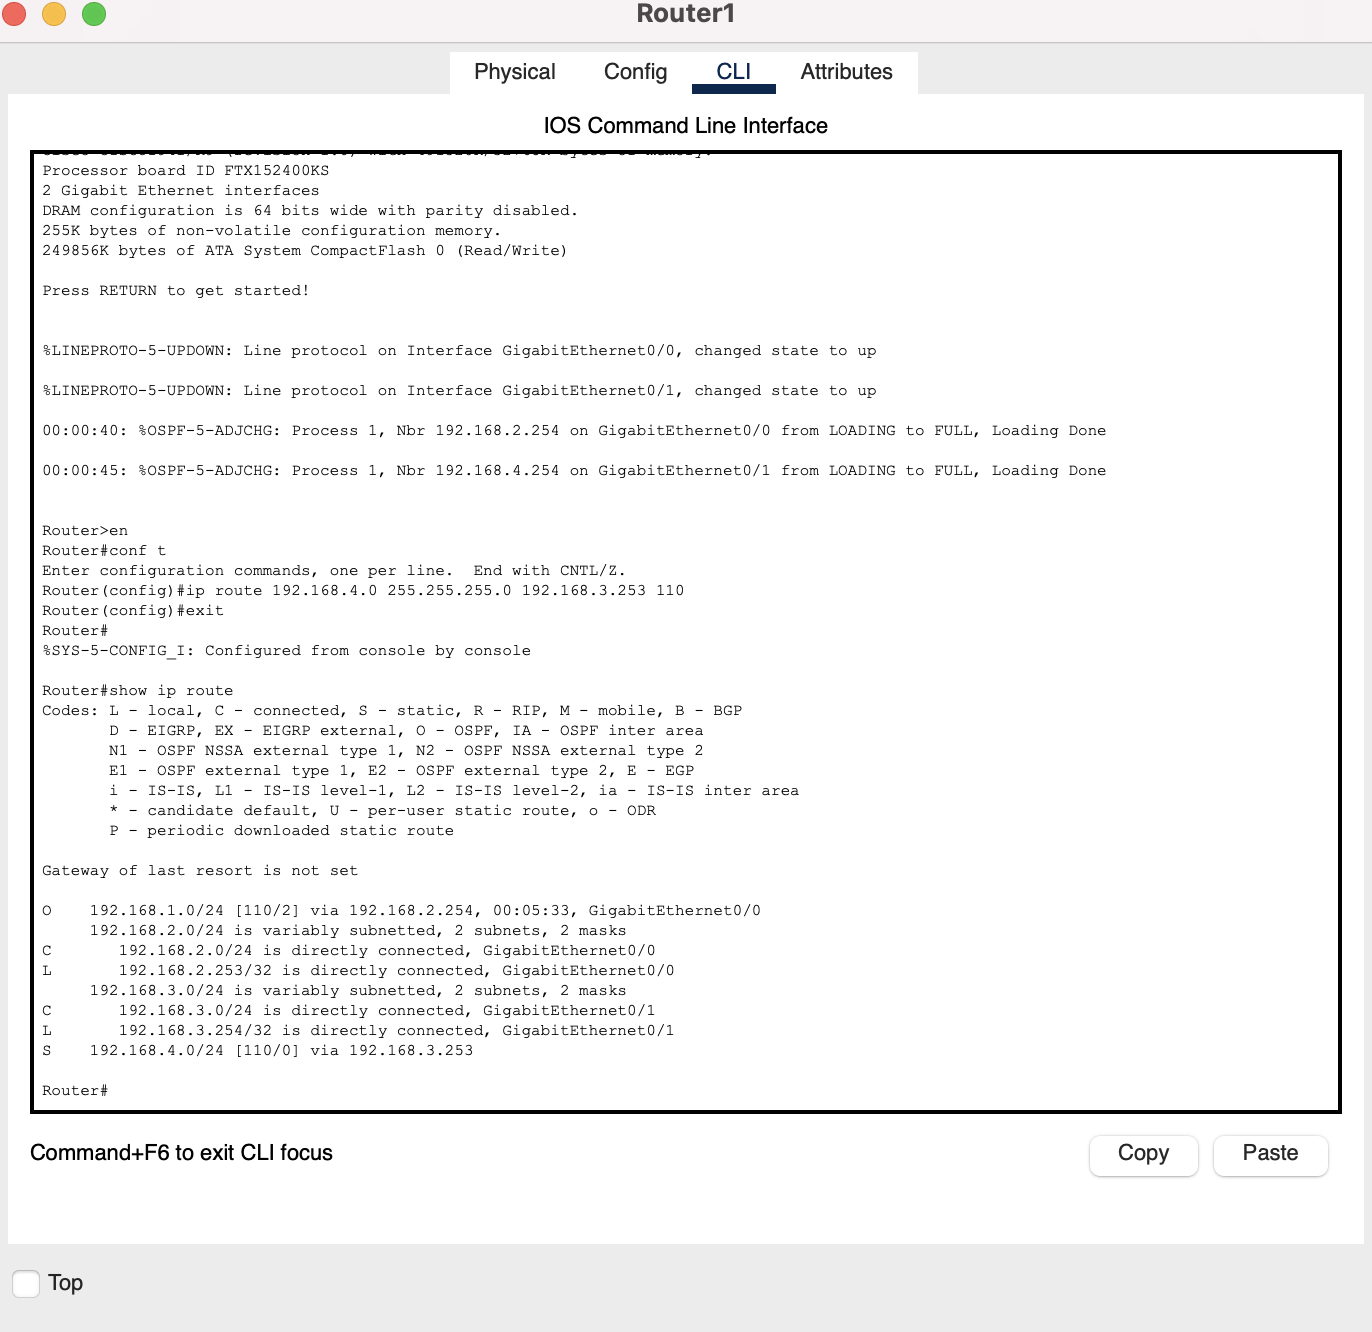 Router1
Physical Config CLI Attributes
IOS Command Line Interface
Processor board ID FTX152400KS
2 Gigabit Ethernet interfaces
DRAM configuration is 64 bits wide with parity disabled.
255K bytes of non-volatile configuration memory.
249856K bytes of ATA System CompactFlash 0 (Read/Write)
Press RETURN to get started!
%LINEPROTO-5-UPDOWN: Line protocol on Interface GigabitEthernet0/0, changed state to up
%LINEPROTO-5-UPDOWN: Line protocol on Interface GigabitEthernet0/1, changed state to up
00:00:40: %OSPF-5-ADJCHG: Process 1, Nbr 192.168.2.254 on GigabitEthernet0/0 from LOADING to FULL, Loading Done
00:00:45: %OSPF-5-ADJCHG: Process 1, Nbr 192.168.4.254 on GigabitEthernet0/1 from LOADING to FULL, Loading Done
Router>en
Router#conf t
Enter configuration commands, one per line.  End with CNTL/Z.
Router(config)#ip route 192.168.4.0 255.255.255.0 192.168.3.253 110
Router(config)#exit
Router#
%SYS-5-CONFIG_I: Configured from console by console
Router#show ip route
Codes: L - local, C - connected, S - static, R - RIP, M - mobile, B - BGP
       D - EIGRP, EX - EIGRP external, O - OSPF, IA - OSPF inter area
       N1 - OSPF NSSA external type 1, N2 - OSPF NSSA external type 2
       E1 - OSPF external type 1, E2 - OSPF external type 2, E - EGP
       i - IS-IS, L1 - IS-IS level-1, L2 - IS-IS level-2, ia - IS-IS inter area
       * - candidate default, U - per-user static route, o - ODR
       P - periodic downloaded static route
Gateway of last resort is not set
O    192.168.1.0/24 [110/2] via 192.168.2.254, 00:05:33, GigabitEthernet0/0
     192.168.2.0/24 is variably subnetted, 2 subnets, 2 masks
C       192.168.2.0/24 is directly connected, GigabitEthernet0/0
L       192.168.2.253/32 is directly connected, GigabitEthernet0/0
     192.168.3.0/24 is variably subnetted, 2 subnets, 2 masks
C       192.168.3.0/24 is directly connected, GigabitEthernet0/1
L       192.168.3.254/32 is directly connected, GigabitEthernet0/1
S    192.168.4.0/24 [110/0] via 192.168.3.253
Router#
Command+F6 to exit CLI focus
Copy Paste
Top